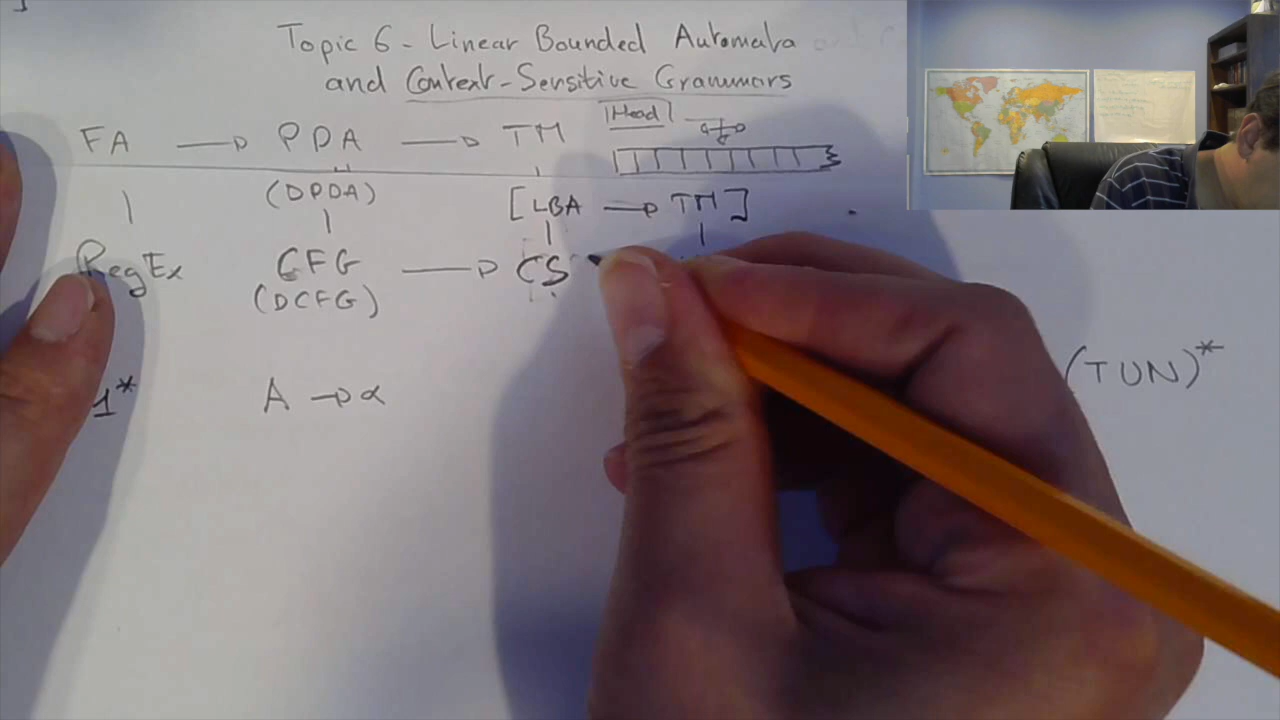 Topic 6 - Linear Bounded Automata
and Context-Sensitive Grammars
FA → PDA → TM |Head|
(DPDA) [LBA → TM]
RegEx CFG → CS
(DCFG)
(TUN)*
1* A → α